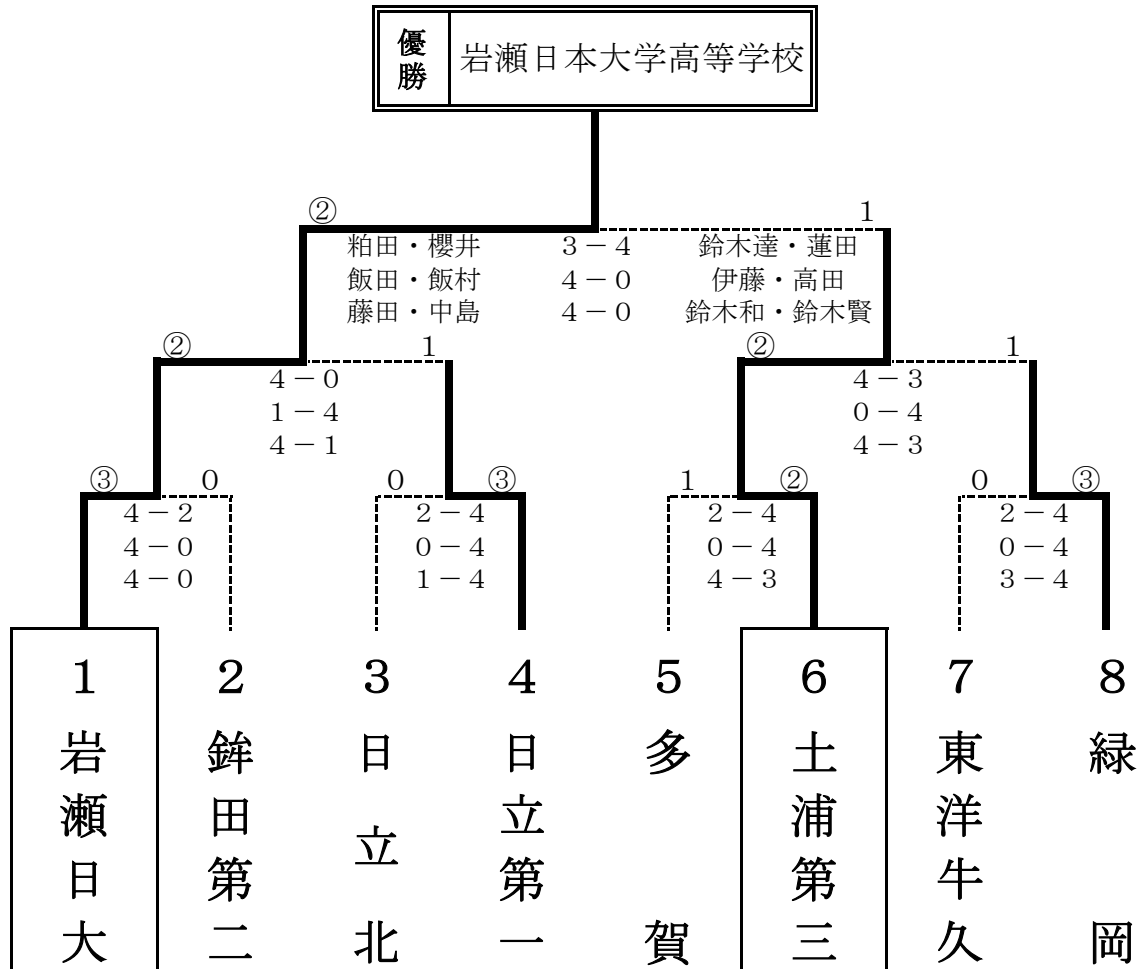 優勝
岩瀬日本大学高等学校
② 1
粕田・櫻井 3－4 鈴木達・蓮田
飯田・飯村 4－0 伊藤・高田
藤田・中島 4－0 鈴木和・鈴木賢
② 1 ② 1
4－0 4－3
1－4 0－4
4－1 4－3
③ 0 0 ③ 1 ② 0 ③
4－2 2－4 2－4 2－4
4－0 0－4 0－4 0－4
4－0 1－4 4－3 3－4
1 2 3 4 5 6 7 8
岩瀬日大
鉾田第二
日立北
日立第一
多賀
土浦第三
東洋牛久
緑岡